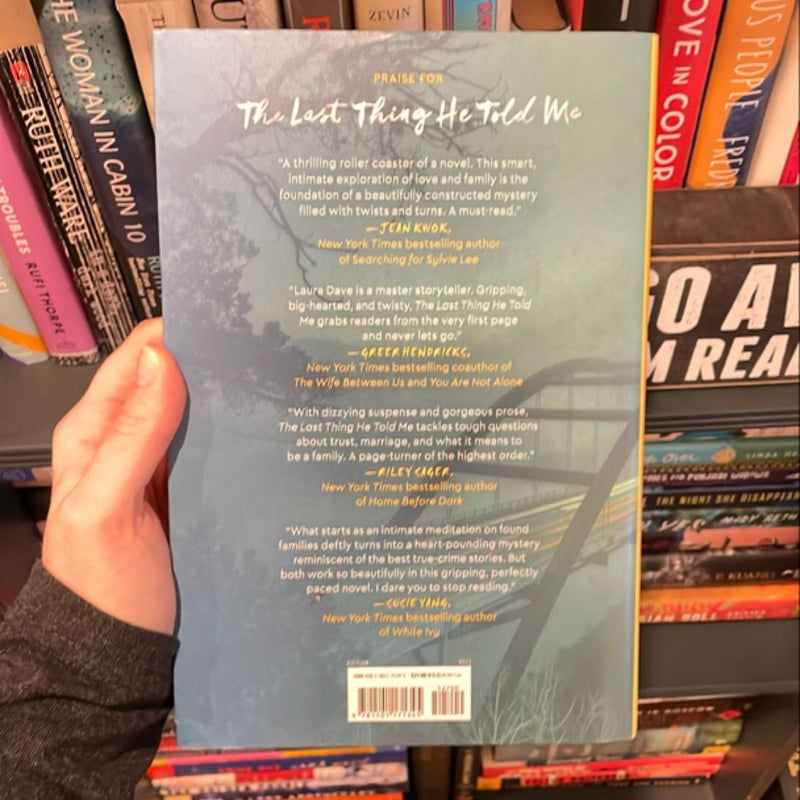 ZEVIN
THE WOMAN IN CABIN 10
RUTH WARE
TROUBLES RUFI THORPE
LOVE IN COLOR
PEOPLE
PRAISE FOR
The Last Thing He Told Me
"A thrilling roller coaster of a novel. This smart,
intimate exploration of love and family is the
foundation of a beautifully constructed mystery
filled with twists and turns. A must-read."
—JEAN KWOK,
New York Times bestselling author
of Searching for Sylvie Lee
"Laura Dave is a master storyteller. Gripping,
big-hearted, and twisty, The Last Thing He Told
Me grabs readers from the very first page
and never lets go."
—GREER HENDRICKS,
New York Times bestselling coauthor of
The Wife Between Us and You Are Not Alone
"With dizzying suspense and gorgeous prose,
The Last Thing He Told Me tackles tough questions
about trust, marriage, and what it means to
be a family. A page-turner of the highest order."
—RILEY SAGER,
New York Times bestselling author
of Home Before Dark
"What starts as an intimate meditation on found
families deftly turns into a heart-pounding mystery
reminiscent of the best true-crime stories. But
both work so beautifully in this gripping, perfectly
paced novel. I dare you to stop reading."
—SUSIE YANG,
New York Times bestselling author
of White Ivy
GO AW
M REA
THE NIGHT SHE DISAPPEAR
KUANG